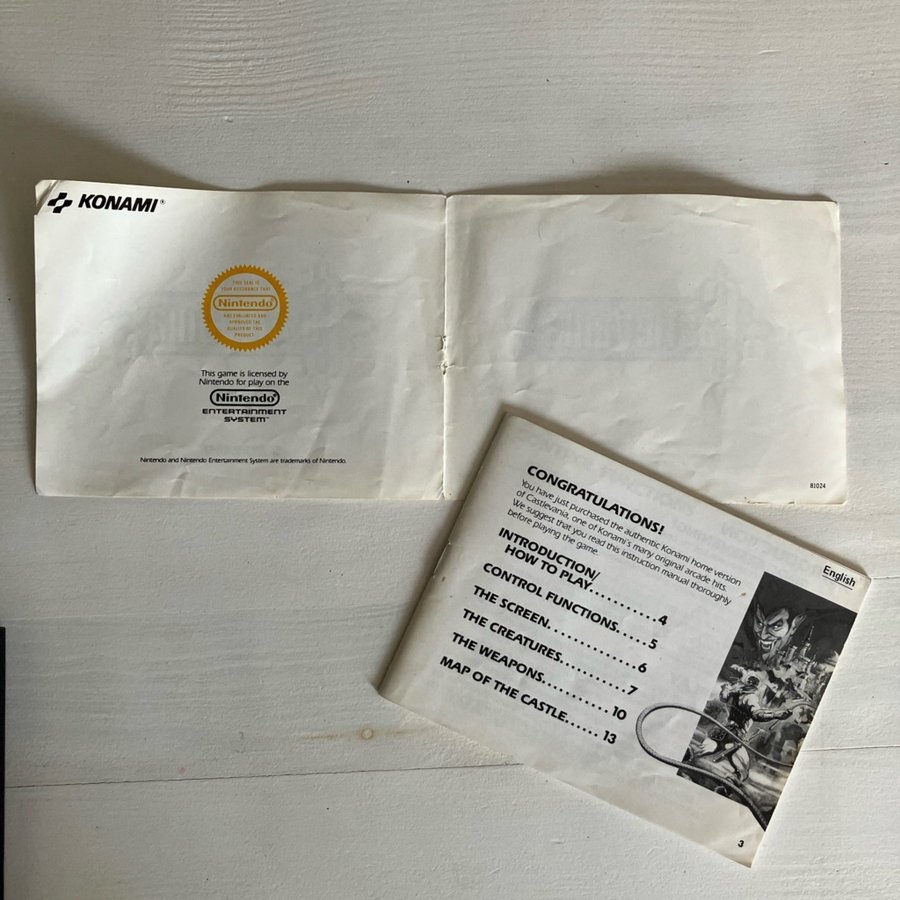 KONAMI®
THIS SEAL IS
YOUR ASSURANCE THAT
Nintendo®
HAS EVALUATED AND
APPROVED THE
QUALITY OF THIS
PRODUCT.
This game is licensed by
Nintendo for play on the
Nintendo®
ENTERTAINMENT
SYSTEM™
Nintendo and Nintendo Entertainment System are trademarks of Nintendo.
81024
CONGRATULATIONS!
You have just purchased the authentic Konami home version
of Castlevania, one of Konami's many original arcade hits.
We suggest that you read this instruction manual thoroughly
before playing the game.
English
INTRODUCTION/
HOW TO PLAY...........4
CONTROL FUNCTIONS.....5
THE SCREEN..............6
THE CREATURES...........7
THE WEAPONS..........10
MAP OF THE CASTLE......13
3